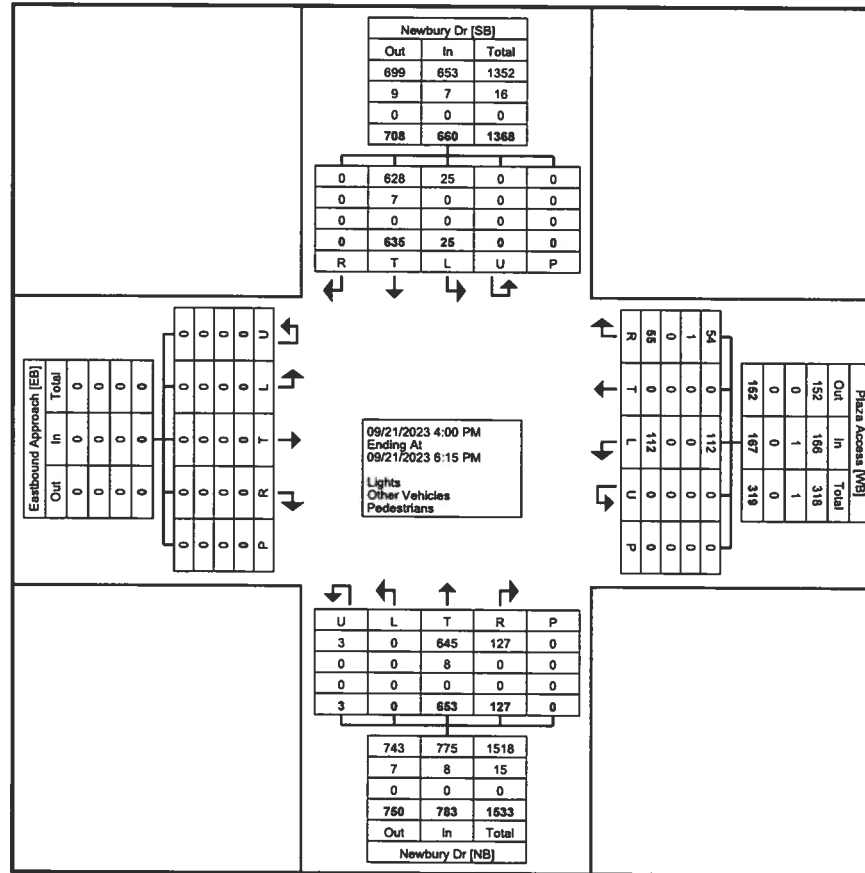 Newbury Dr [SB]
Out In Total
699 653 1352
9 7 16
0 0 0
708 660 1368
0 628 25 0 0
0 7 0 0 0
0 0 0 0 0
0 635 25 0 0
R T L U P
Eastbound Approach [EB]
Out In Total
0 0 0
0 0 0
0 0 0
0 0 0
0 0 0 0 0
0 0 0 0 0
0 0 0 0 0
0 0 0 0 0
U L T R P
09/21/2023 4:00 PM
Ending At
09/21/2023 6:15 PM
Lights
Other Vehicles
Pedestrians
Plaza Access [WB]
Out In Total
152 166 318
0 1 1
0 0 0
152 167 319
54 0 112 0 0
1 0 0 0 0
0 0 0 0 0
55 0 112 0 0
R T L U P
U L T R P
3 0 645 127 0
0 0 8 0 0
0 0 0 0 0
3 0 653 127 0
743 775 1518
7 8 15
0 0 0
750 783 1533
Out In Total
Newbury Dr [NB]